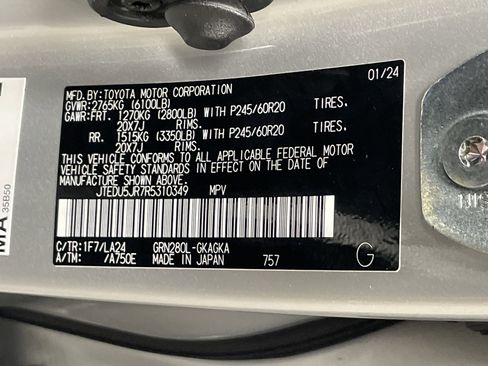 01/24
MFD.BY:TOYOTA MOTOR CORPORATION
GVWR:2765KG (6100LB)
GAWR:FRT. 1270KG (2800LB) WITH P245/60R20 TIRES.
20X7J RIMS.
RR. 1515KG (3350LB) WITH P245/60R20 TIRES.
20X7J RIMS.
THIS VEHICLE CONFORMS TO ALL APPLICABLE FEDERAL MOTOR
VEHICLE SAFETY STANDARDS IN EFFECT ON THE DATE OF
MANUFACTURE SHOWN ABOVE.
JTEDU5JR7R5310349 MPV
C/TR:1F7/LA24 GRN280L-GKAGKA
A/TM: /A750E MADE IN JAPAN 757 G
MA 35B50